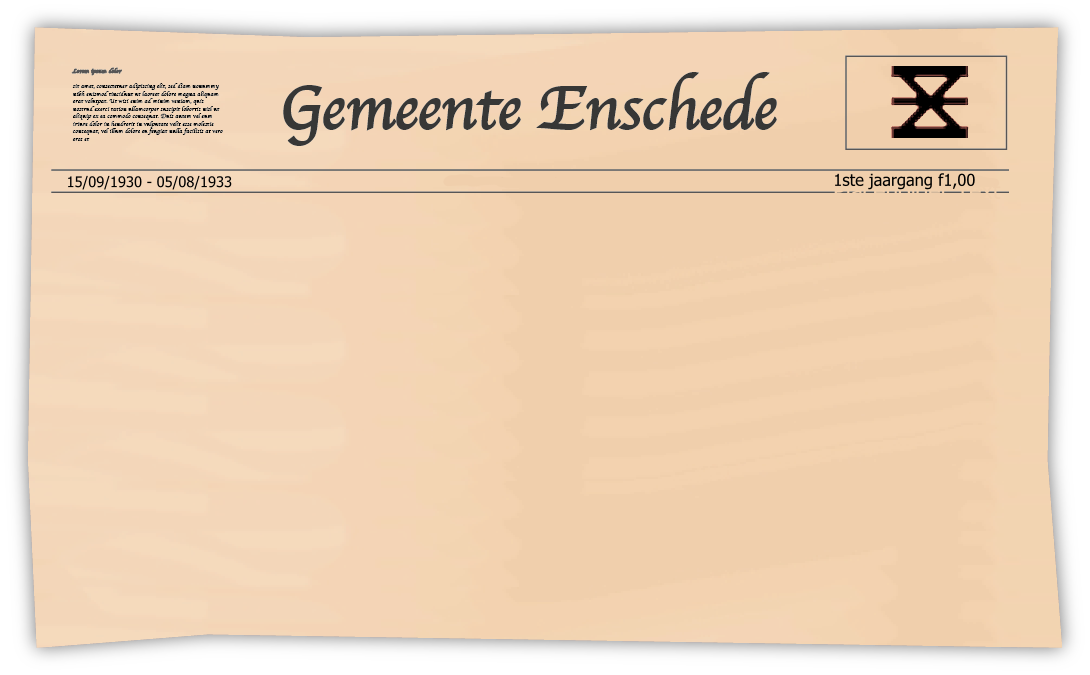 Lorem ipsum dolor
sit amet, consectetuer adipiscing elit, sed diam nonummy
nibh euismod tincidunt ut laoreet dolore magna aliquam
erat volutpat. Ut wisi enim ad minim veniam, quis
nostrud exerci tation ullamcorper suscipit lobortis nisl ut
aliquip ex ea commodo consequat. Duis autem vel eum
iriure dolor in hendrerit in vulputate velit esse molestie
consequat, vel illum dolore eu feugiat nulla facilisis at vero
eros et
Gemeente Enschede
15/09/1930 - 05/08/1933
1ste jaargang f1,00